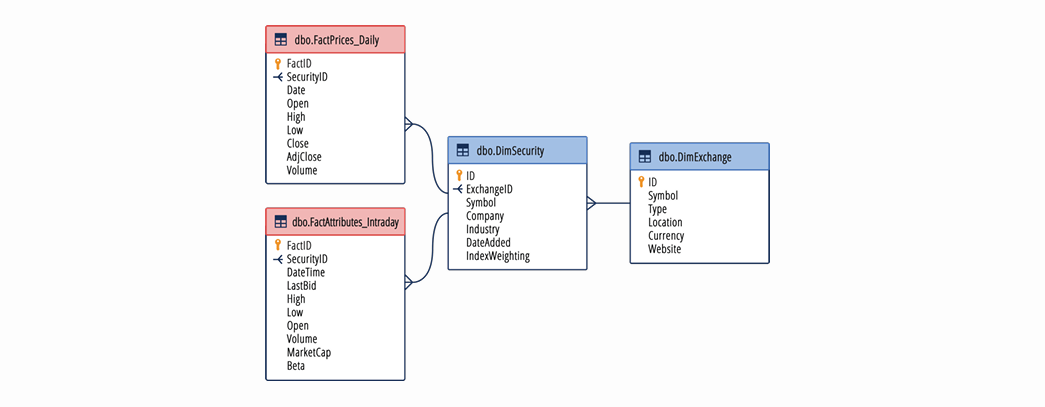 dbo.FactPrices_Daily
FactID
SecurityID
Date
Open
High
Low
Close
AdjClose
Volume
dbo.FactAttributes_Intraday
FactID
SecurityID
DateTime
LastBid
High
Low
Open
Volume
MarketCap
Beta
dbo.DimSecurity
ID
ExchangeID
Symbol
Company
Industry
DateAdded
IndexWeighting
dbo.DimExchange
ID
Symbol
Type
Location
Currency
Website